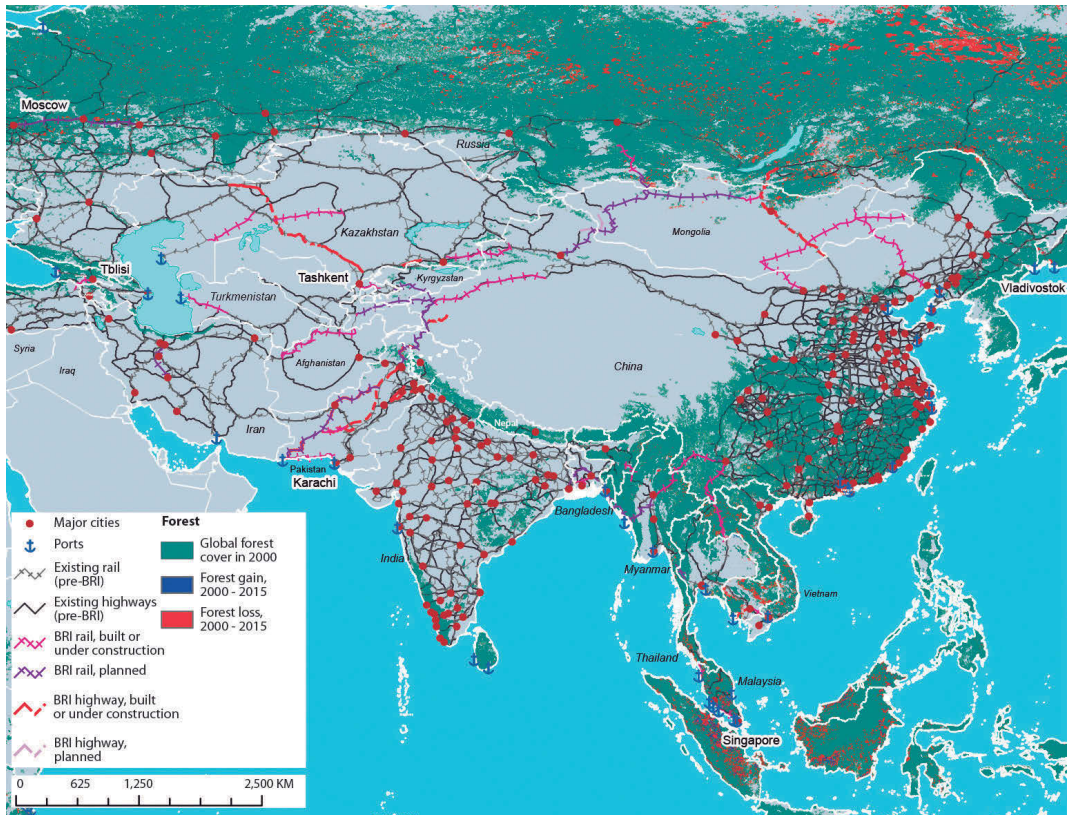 Moscow
Russia
Kazakhstan
Mongolia
Tblisi
Tashkent
Kyrgyzstan
Vladivostok
Turkmenistan
Syria
Afghanistan
China
Iraq
Iran
Nepal
Pakistan
Karachi
Bangladesh
India
Myanmar
Vietnam
Thailand
Malaysia
Singapore
Major cities
Ports
Existing rail
(pre-BRI)
Existing highways
(pre-BRI)
BRI rail, built or
under construction
BRI rail, planned
BRI highway, built
or under construction
BRI highway,
planned
Forest
Global forest
cover in 2000
Forest gain,
2000 - 2015
Forest loss,
2000 - 2015
0 625 1,250 2,500 KM